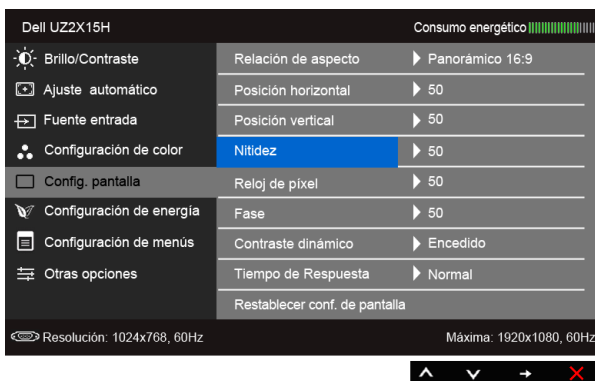 Dell UZ2X15H Consumo energético
Brillo/Contraste Relación de aspecto Panorámico 16:9
Ajuste automático Posición horizontal 50
Fuente entrada Posición vertical 50
Configuración de color Nitidez 50
Config. pantalla Reloj de píxel 50
Configuración de energía Fase 50
Configuración de menús Contraste dinámico Encedido
Otras opciones Tiempo de Respuesta Normal
Restablecer conf. de pantalla
Resolución: 1024x768, 60Hz Máxima: 1920x1080, 60Hz